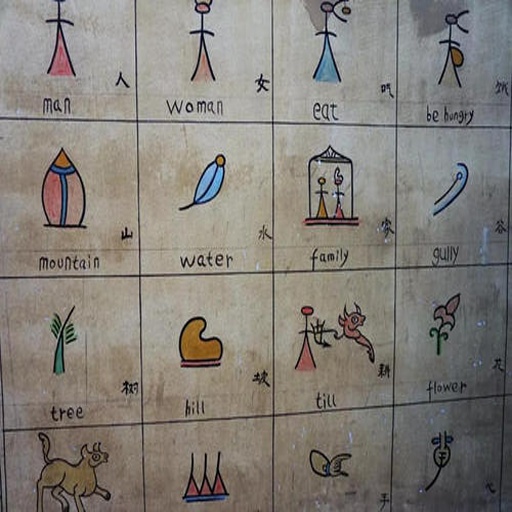 人 女 吃 饿
man woman eat be hungry
山 水 家 谷
mountain water family gully
树 坡 耕 花
tree hill till flower
子